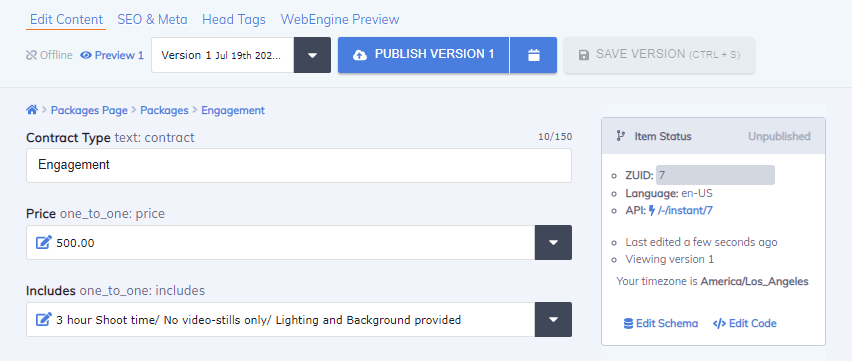 Edit Content SEO & Meta Head Tags WebEngine Preview
Offline Preview 1 Version 1 Jul 19th 202... PUBLISH VERSION 1 SAVE VERSION (CTRL + S)
Packages Page Packages Engagement
Contract Type text: contract 10/150
Engagement
Price one_to_one: price
500.00
Includes one_to_one: includes
3 hour Shoot time/ No video-stills only/ Lighting and Background provided
Item Status Unpublished
ZUID: 7
Language: en-US
API: /-/instant/7
Last edited a few seconds ago
Viewing version 1
Your timezone is America/Los_Angeles
Edit Schema Edit Code